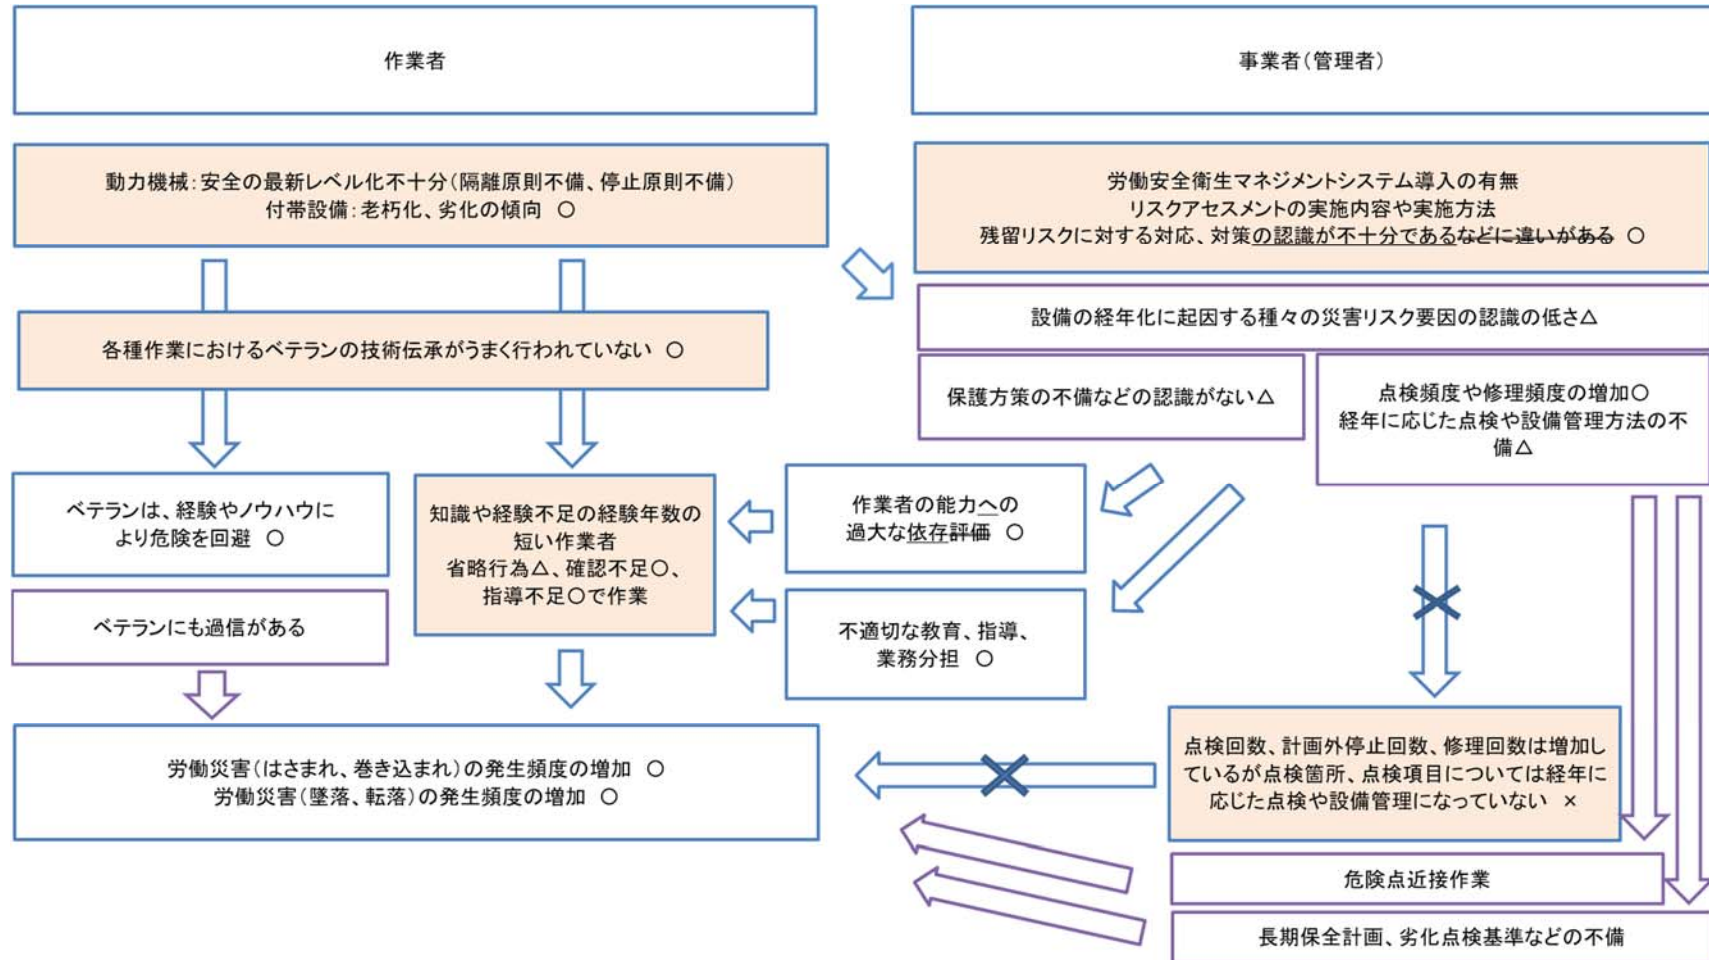 作業者
事業者(管理者)
動力機械:安全の最新レベル化不十分(隔離原則不備、停止原則不備)
付帯設備:老朽化、劣化の傾向 〇
労働安全衛生マネジメントシステム導入の有無
リスクアセスメントの実施内容や実施方法
残留リスクに対する対応、対策の認識が不十分であるなどに違いがある 〇
設備の経年化に起因する種々の災害リスク要因の認識の低さ△
各種作業におけるベテランの技術伝承がうまく行われていない 〇
保護方策の不備などの認識がない△
点検頻度や修理頻度の増加〇
経年に応じた点検や設備管理方法の不
備△
ベテランは、経験やノウハウに
より危険を回避 〇
知識や経験不足の経験年数の
短い作業者
省略行為△、確認不足〇、
指導不足〇で作業
作業者の能力への
過大な依存評価 〇
ベテランにも過信がある
不適切な教育、指導、
業務分担 〇
労働災害(はさまれ、巻き込まれ)の発生頻度の増加 〇
労働災害(墜落、転落)の発生頻度の増加 〇
点検回数、計画外停止回数、修理回数は増加し
ているが点検箇所、点検項目については経年に
応じた点検や設備管理になっていない ×
危険点近接作業
長期保全計画、劣化点検基準などの不備